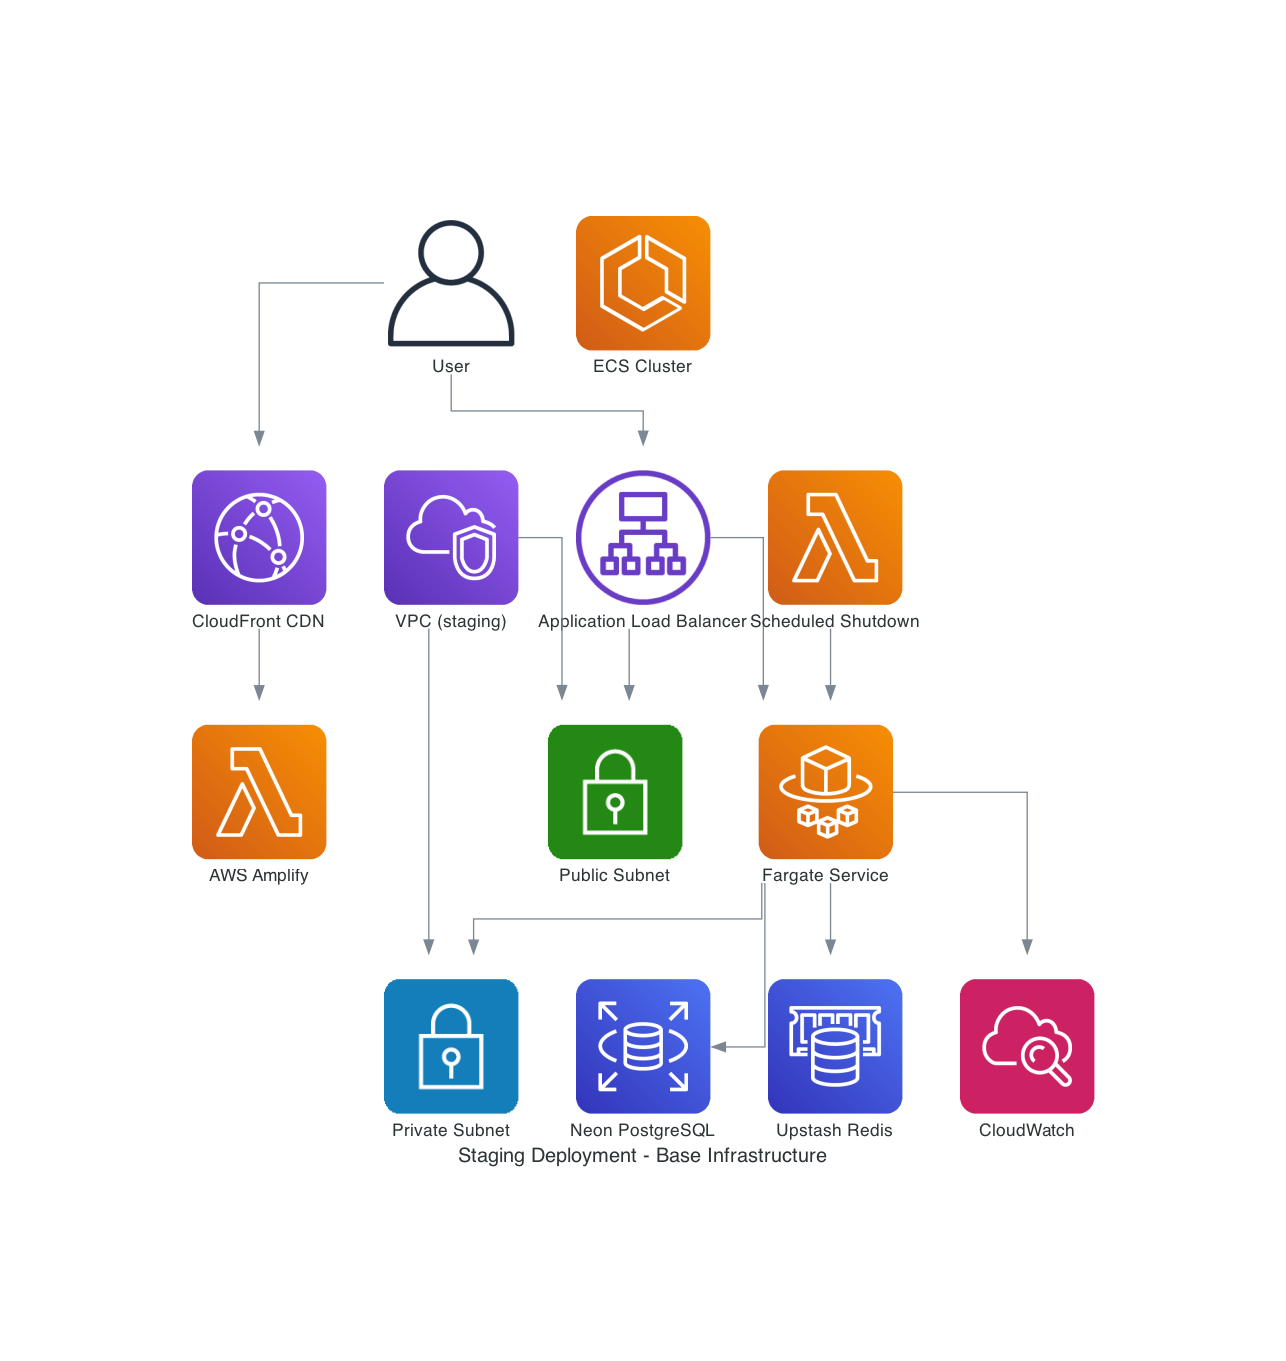 User
ECS Cluster
CloudFront CDN
VPC (staging)
Application Load Balancer
Scheduled Shutdown
AWS Amplify
Public Subnet
Fargate Service
Private Subnet
Neon PostgreSQL
Upstash Redis
CloudWatch
Staging Deployment - Base Infrastructure